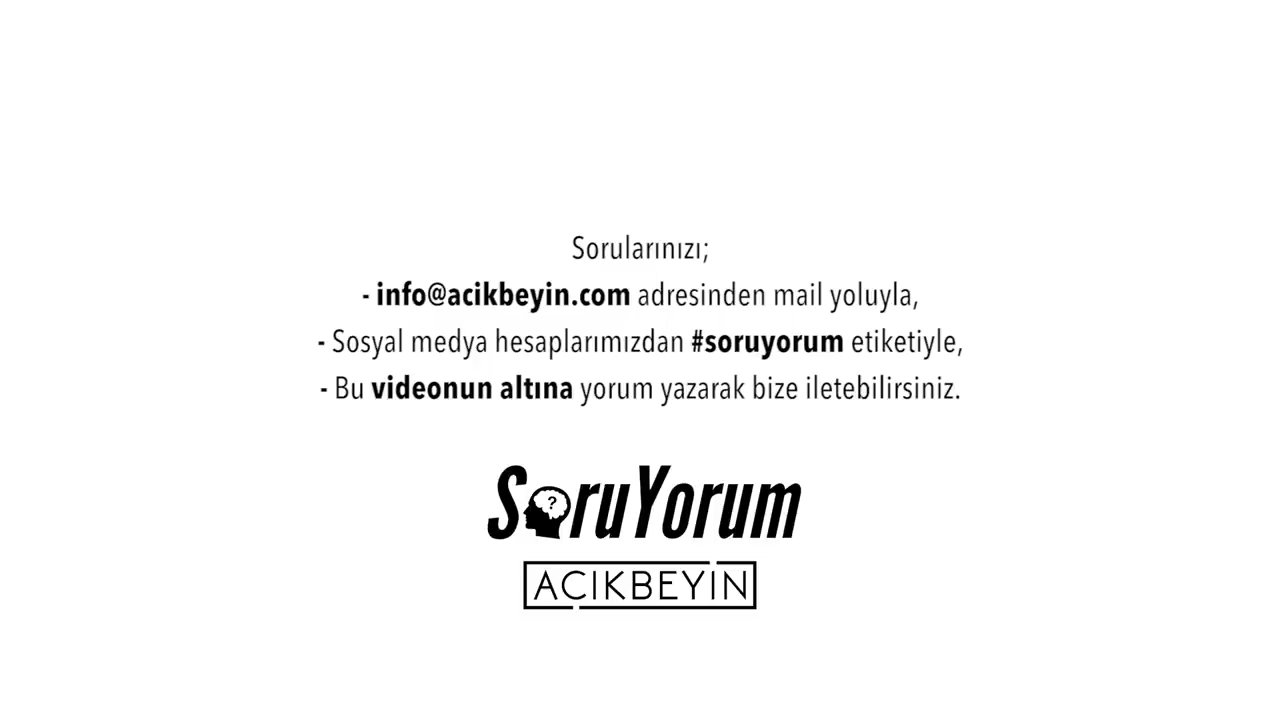 Sorularınızı;
- info@acikbeyin.com adresinden mail yoluyla,
- Sosyal medya hesaplarımızdan #soruyorum etiketiyle,
- Bu videonun altına yorum yazarak bize iletebilirsiniz.
SoruYorum
AÇIKBEYİN